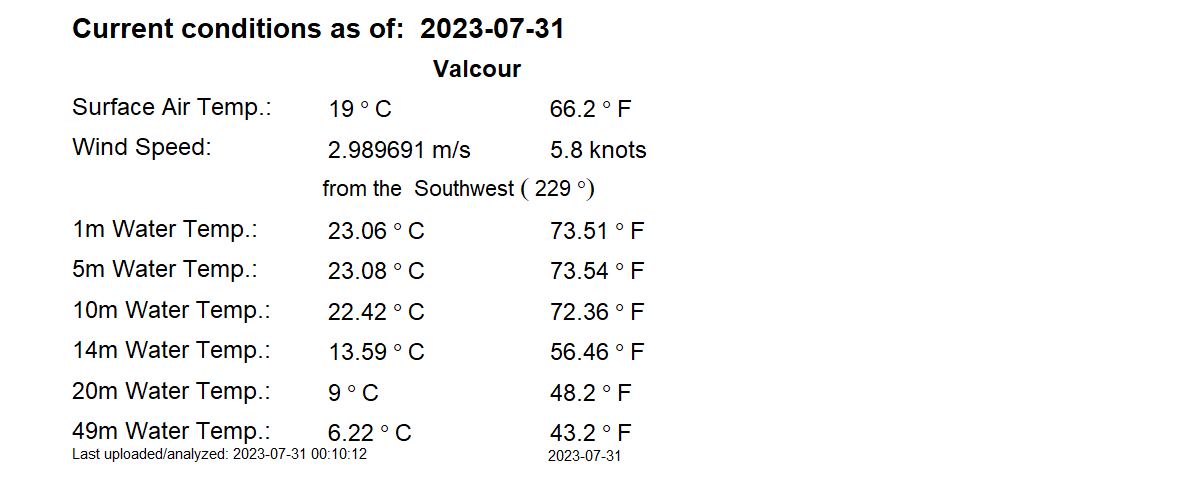 Current conditions as of: 2023-07-31
Valcour
Surface Air Temp.: 19 ° C 66.2 ° F
Wind Speed: 2.989691 m/s 5.8 knots
from the Southwest ( 229 °)
1m Water Temp.: 23.06 ° C 73.51 ° F
5m Water Temp.: 23.08 ° C 73.54 ° F
10m Water Temp.: 22.42 ° C 72.36 ° F
14m Water Temp.: 13.59 ° C 56.46 ° F
20m Water Temp.: 9 ° C 48.2 ° F
49m Water Temp.: 6.22 ° C 43.2 ° F
Last uploaded/analyzed: 2023-07-31 00:10:12 2023-07-31